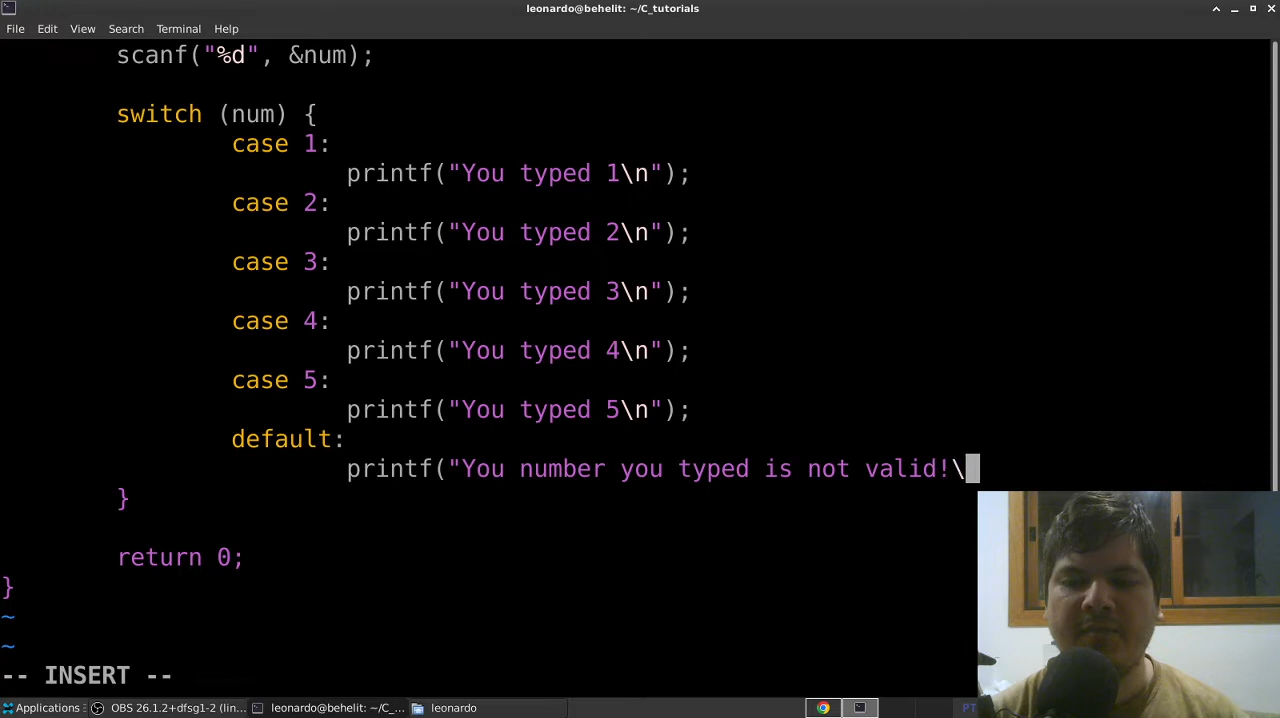 leonardo@behelit: ~/C_tutorials
File Edit View Search Terminal Help
scanf("%d", &num);
switch (num) {
case 1:
printf("You typed 1\n");
case 2:
printf("You typed 2\n");
case 3:
printf("You typed 3\n");
case 4:
printf("You typed 4\n");
case 5:
printf("You typed 5\n");
default:
printf("You number you typed is not valid!\
}
return 0;
}
~
~
-- INSERT --
Applications OBS 26.1.2+dfsg1-2 (lin... leonardo@behelit: ~/C_... leonardo PT